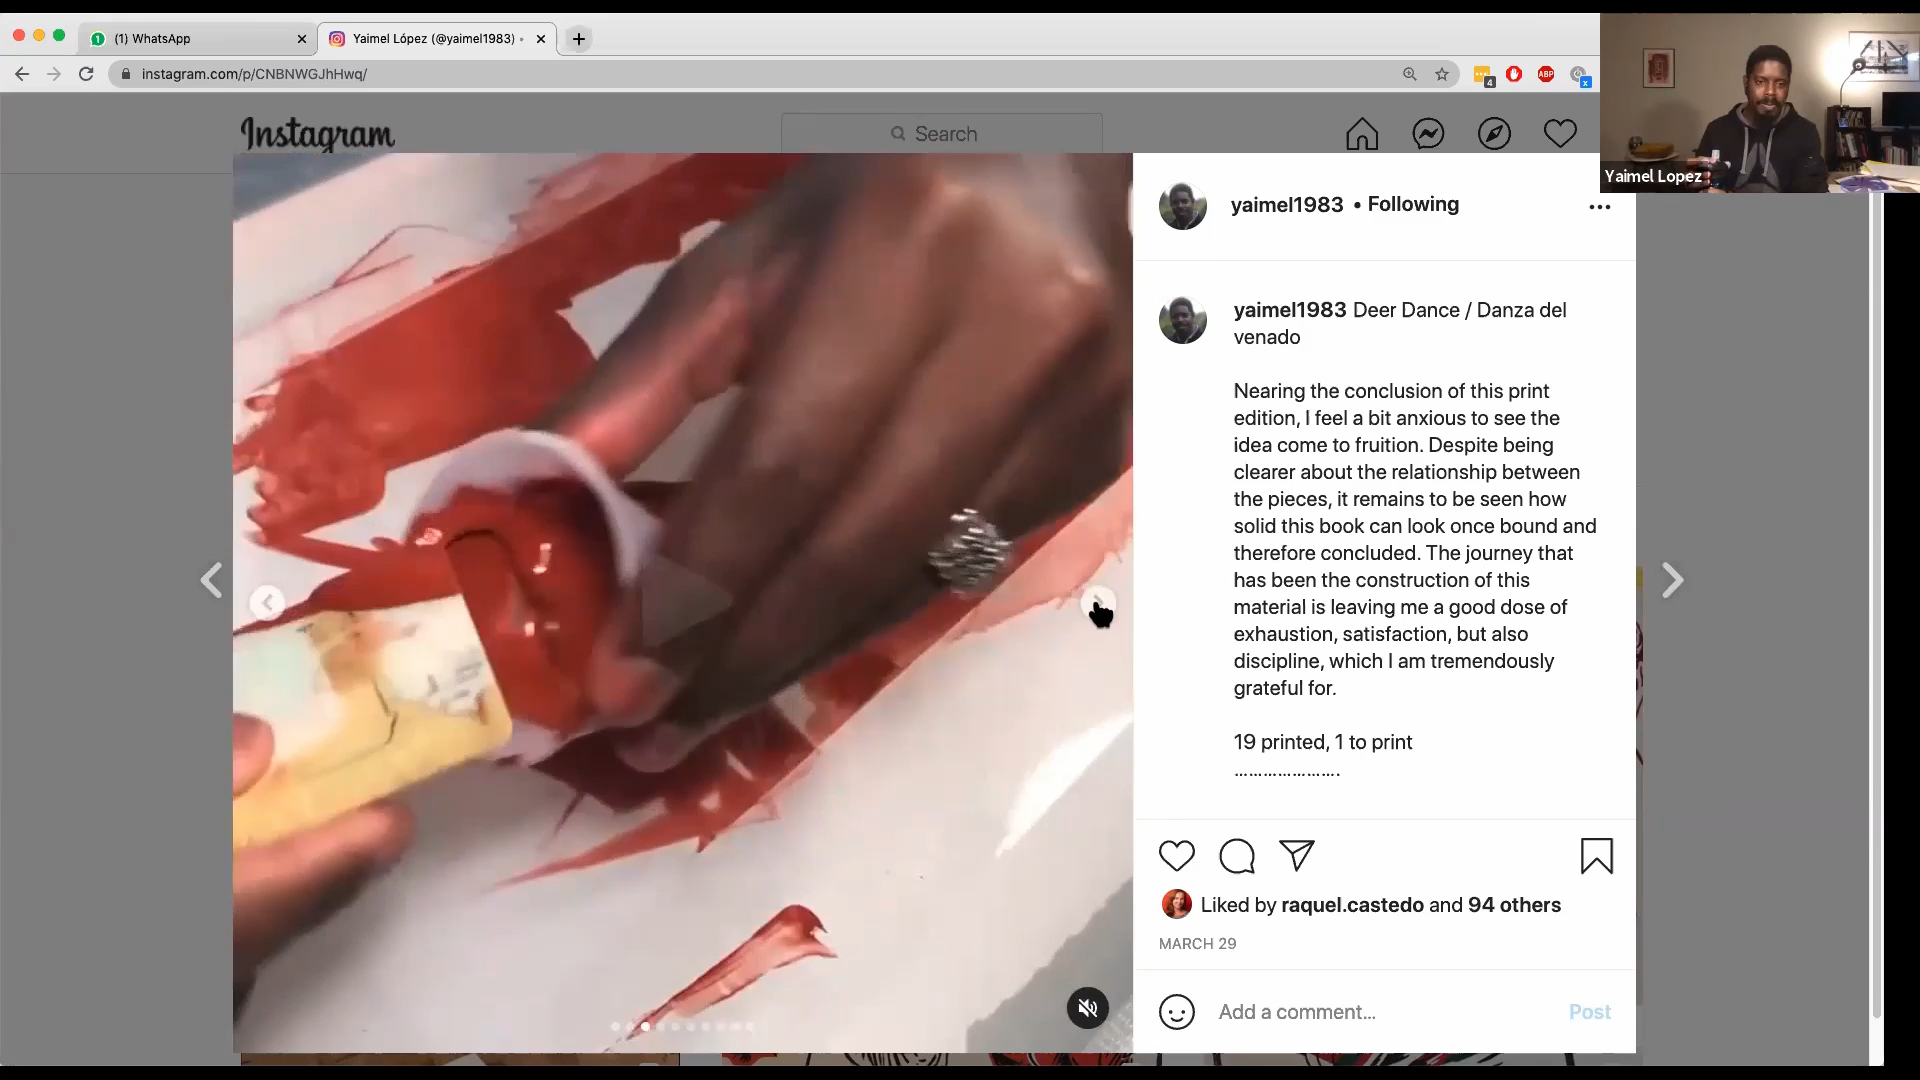 (1) WhatsApp
Yaimel López (@yaimel1983) •
instagram.com/p/CNBNWGJhHwq/
4
ABP
x
Instagram
Search
Yaimel Lopez
yaimel1983 • Following
yaimel1983 Deer Dance / Danza del
venado
Nearing the conclusion of this print
edition, I feel a bit anxious to see the
idea come to fruition. Despite being
clearer about the relationship between
the pieces, it remains to be seen how
solid this book can look once bound and
therefore concluded. The journey that
has been the construction of this
material is leaving me a good dose of
exhaustion, satisfaction, but also
discipline, which I am tremendously
grateful for.
19 printed, 1 to print
………………….
Liked by raquel.castedo and 94 others
MARCH 29
Add a comment...
Post